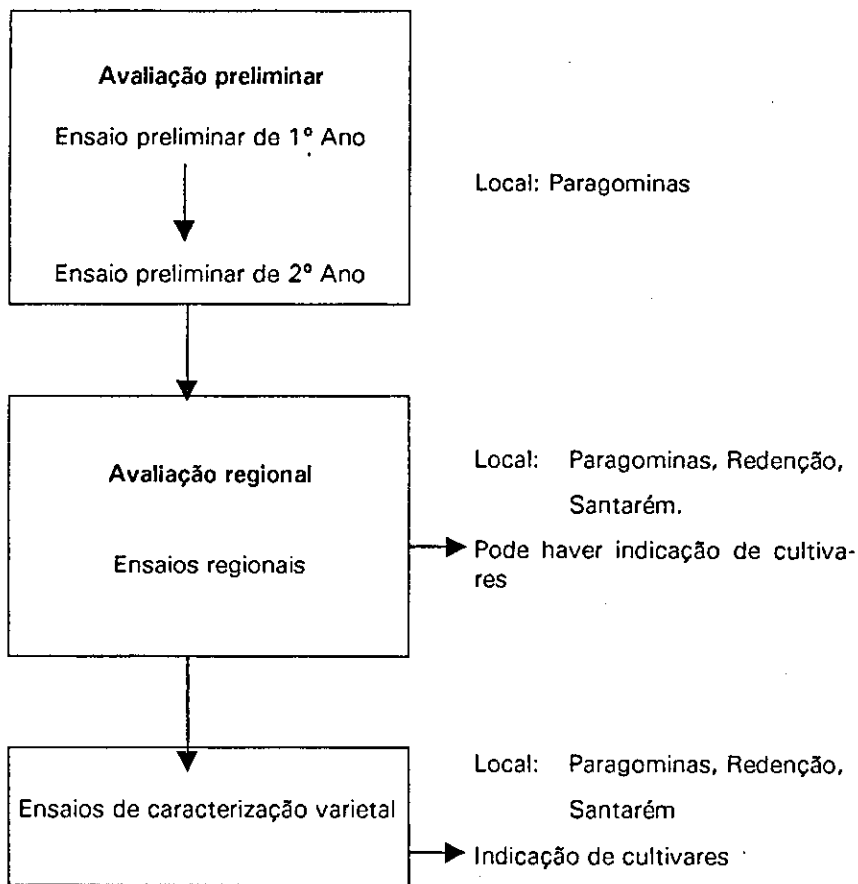 Avaliação preliminar
Ensaio preliminar de 1º Ano
Ensaio preliminar de 2º Ano
Local: Paragominas
Avaliação regional
Ensaios regionais
Local: Paragominas, Redenção,
Santarém.
Pode haver indicação de cultiva-
res
Ensaios de caracterização varietal
Local: Paragominas, Redenção,
Santarém
Indicação de cultivares